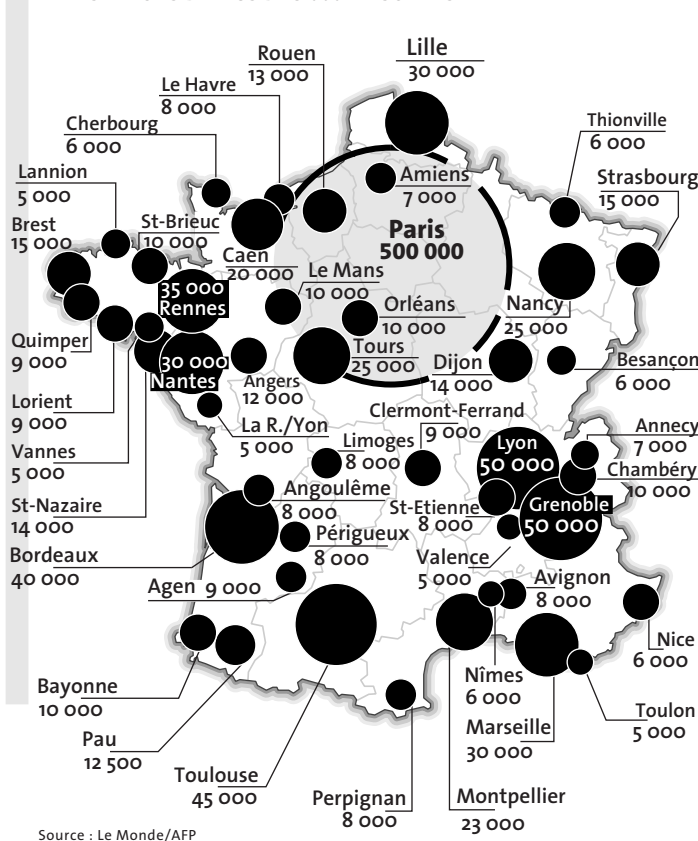 Lille
30 000
Rouen
13 000
Le Havre
8 000
Cherbourg
6 000
Thionville
6 000
Lannion
5 000
Amiens
7 000
Strasbourg
15 000
Brest
15 000
St-Brieuc
10 000
Paris
500 000
Caen
20 000
Le Mans
10 000
35 000
Rennes
Orléans
10 000
Nancy
25 000
Quimper
9 000
30 000
Nantes
Tours
25 000
Dijon
14 000
Besançon
6 000
Angers
12 000
Lorient
9 000
La R./Yon
5 000
Clermont-Ferrand
9 000
Annecy
7 000
Vannes
5 000
Limoges
8 000
Lyon
50 000
Chambéry
10 000
St-Nazaire
14 000
Angoulême
8 000
St-Etienne
8 000
Grenoble
50 000
Bordeaux
40 000
Périgueux
8 000
Valence
5 000
Agen 9 000
Avignon
8 000
Nice
6 000
Bayonne
10 000
Nîmes
6 000
Toulon
5 000
Pau
12 500
Marseille
30 000
Toulouse
45 000
Perpignan
8 000
Montpellier
23 000
Source : Le Monde/AFP